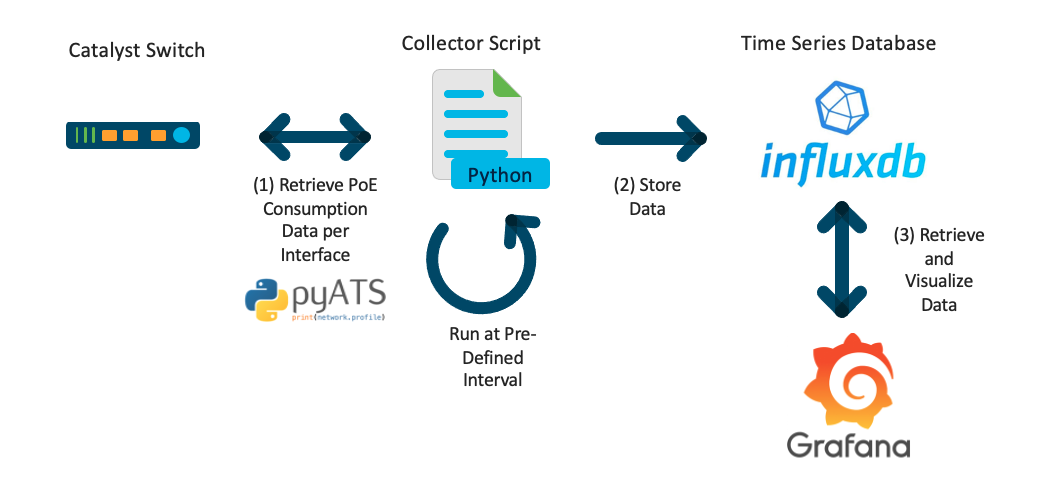 Catalyst Switch
Collector Script
Time Series Database
Python
influxdb
(1) Retrieve PoE
Consumption
Data per
Interface
pyATS
print(network.profile)
(2) Store
Data
Run at Pre-
Defined
Interval
(3) Retrieve
and
Visualize
Data
Grafana